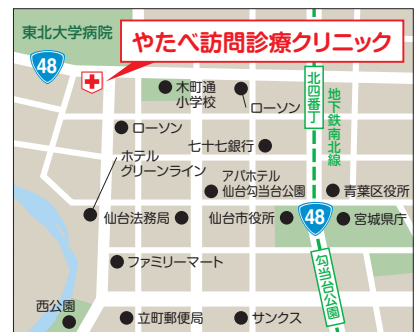 東北大学病院
やたべ訪問診療クリニック
48
木町通
小学校
ローソン
北四番丁
地下鉄南北線
ローソン
七十七銀行
ホテル
グリーンライン
アパホテル
仙台勾当台公園
青葉区役所
仙台法務局
仙台市役所
48
宮城県庁
ファミリーマート
勾当台公園
西公園
立町郵便局
サンクス